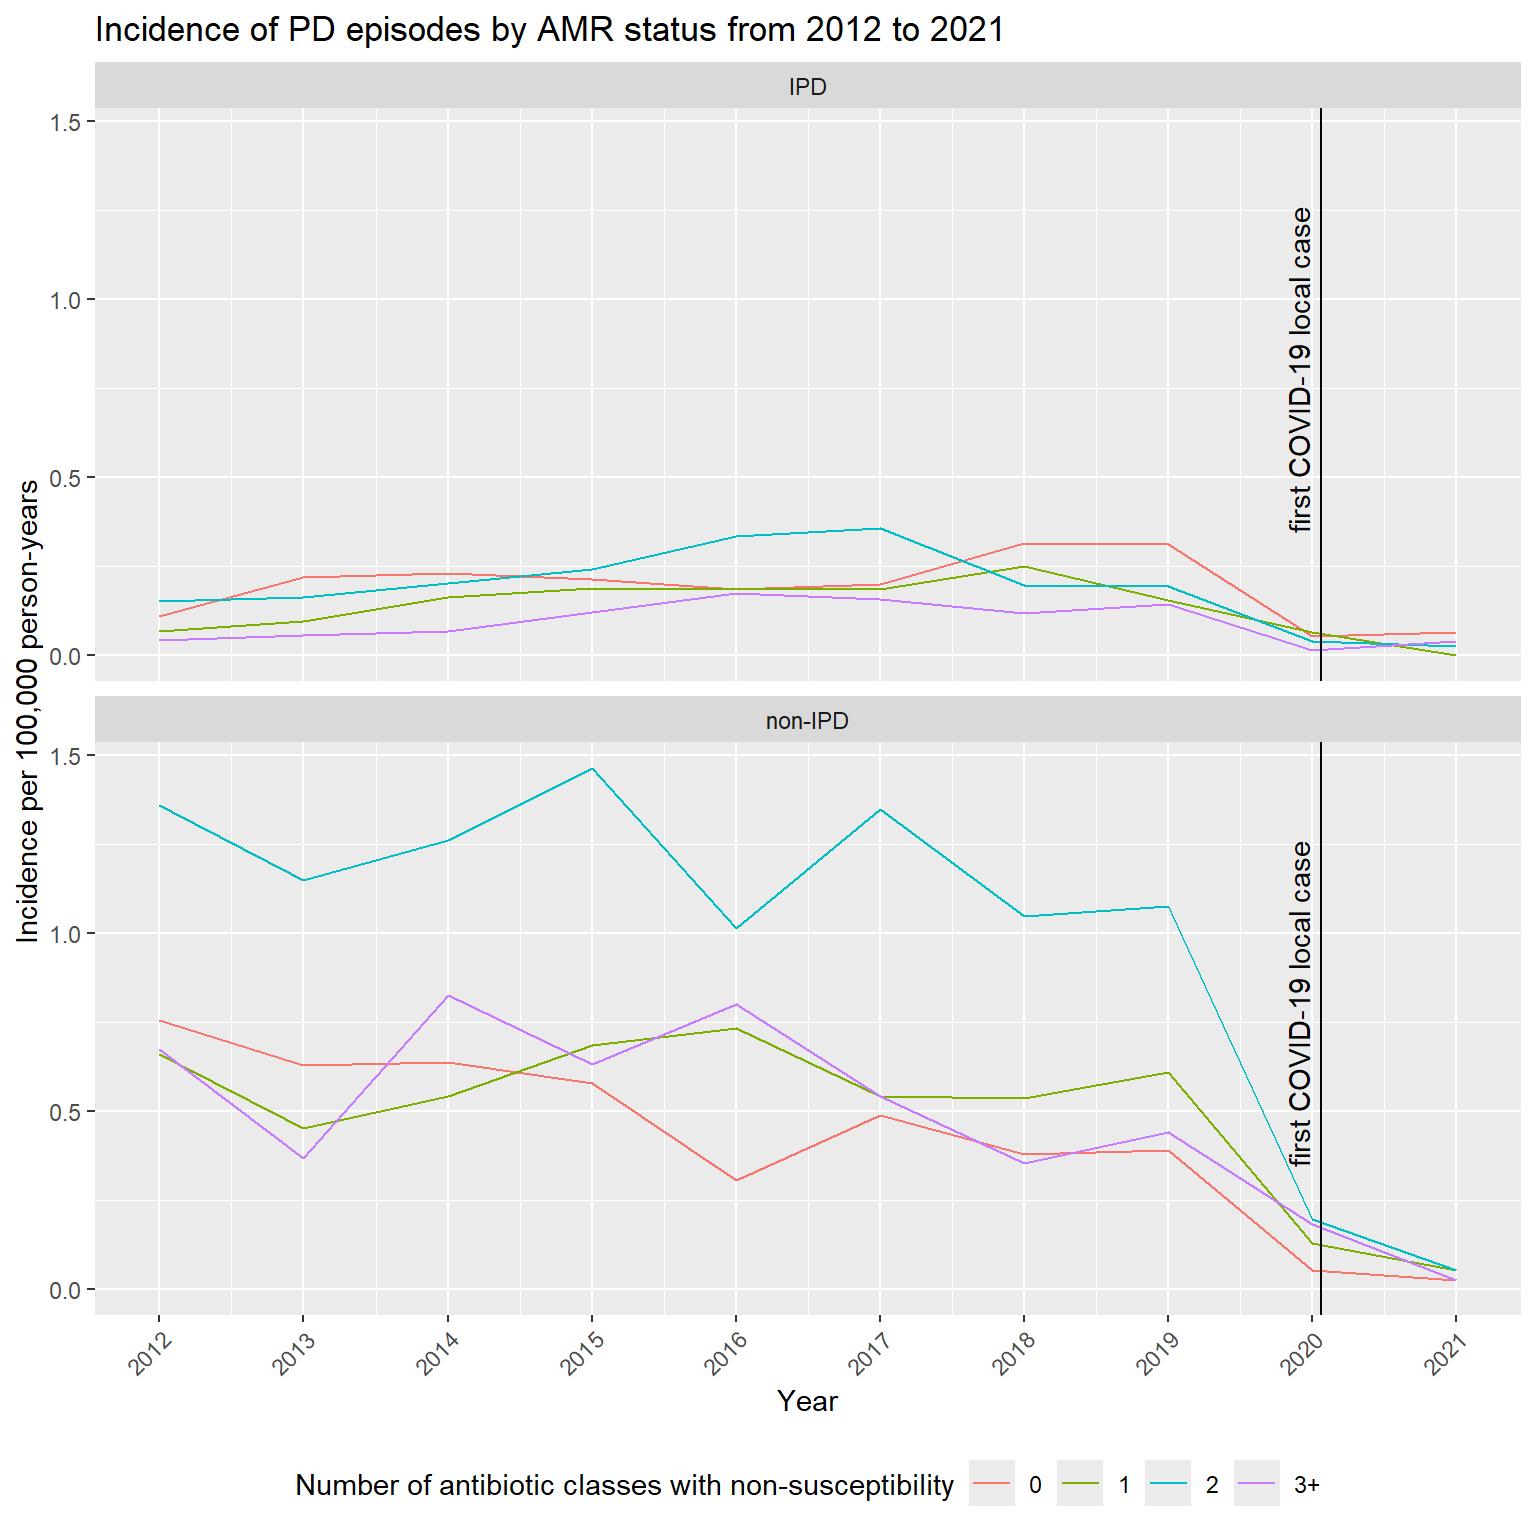 Incidence of PD episodes by AMR status from 2012 to 2021
IPD
1.5
1.0
0.5
0.0
first COVID-19 local case
Incidence per 100,000 person-years
non-IPD
1.5
1.0
0.5
0.0
first COVID-19 local case
2012 2013 2014 2015 2016 2017 2018 2019 2020 2021
Year
Number of antibiotic classes with non-susceptibility 0 1 2 3+